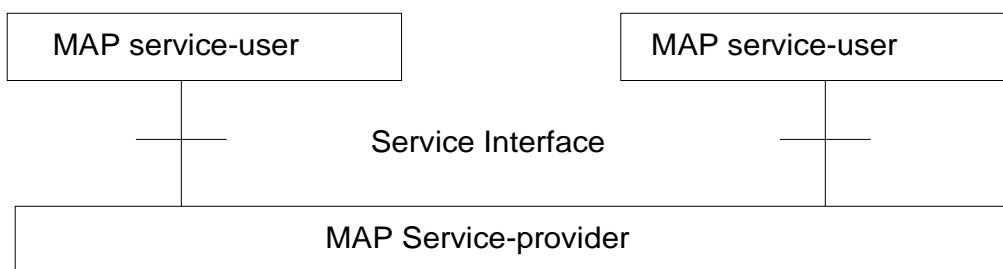 MAP service-user
MAP service-user
Service Interface
MAP Service-provider